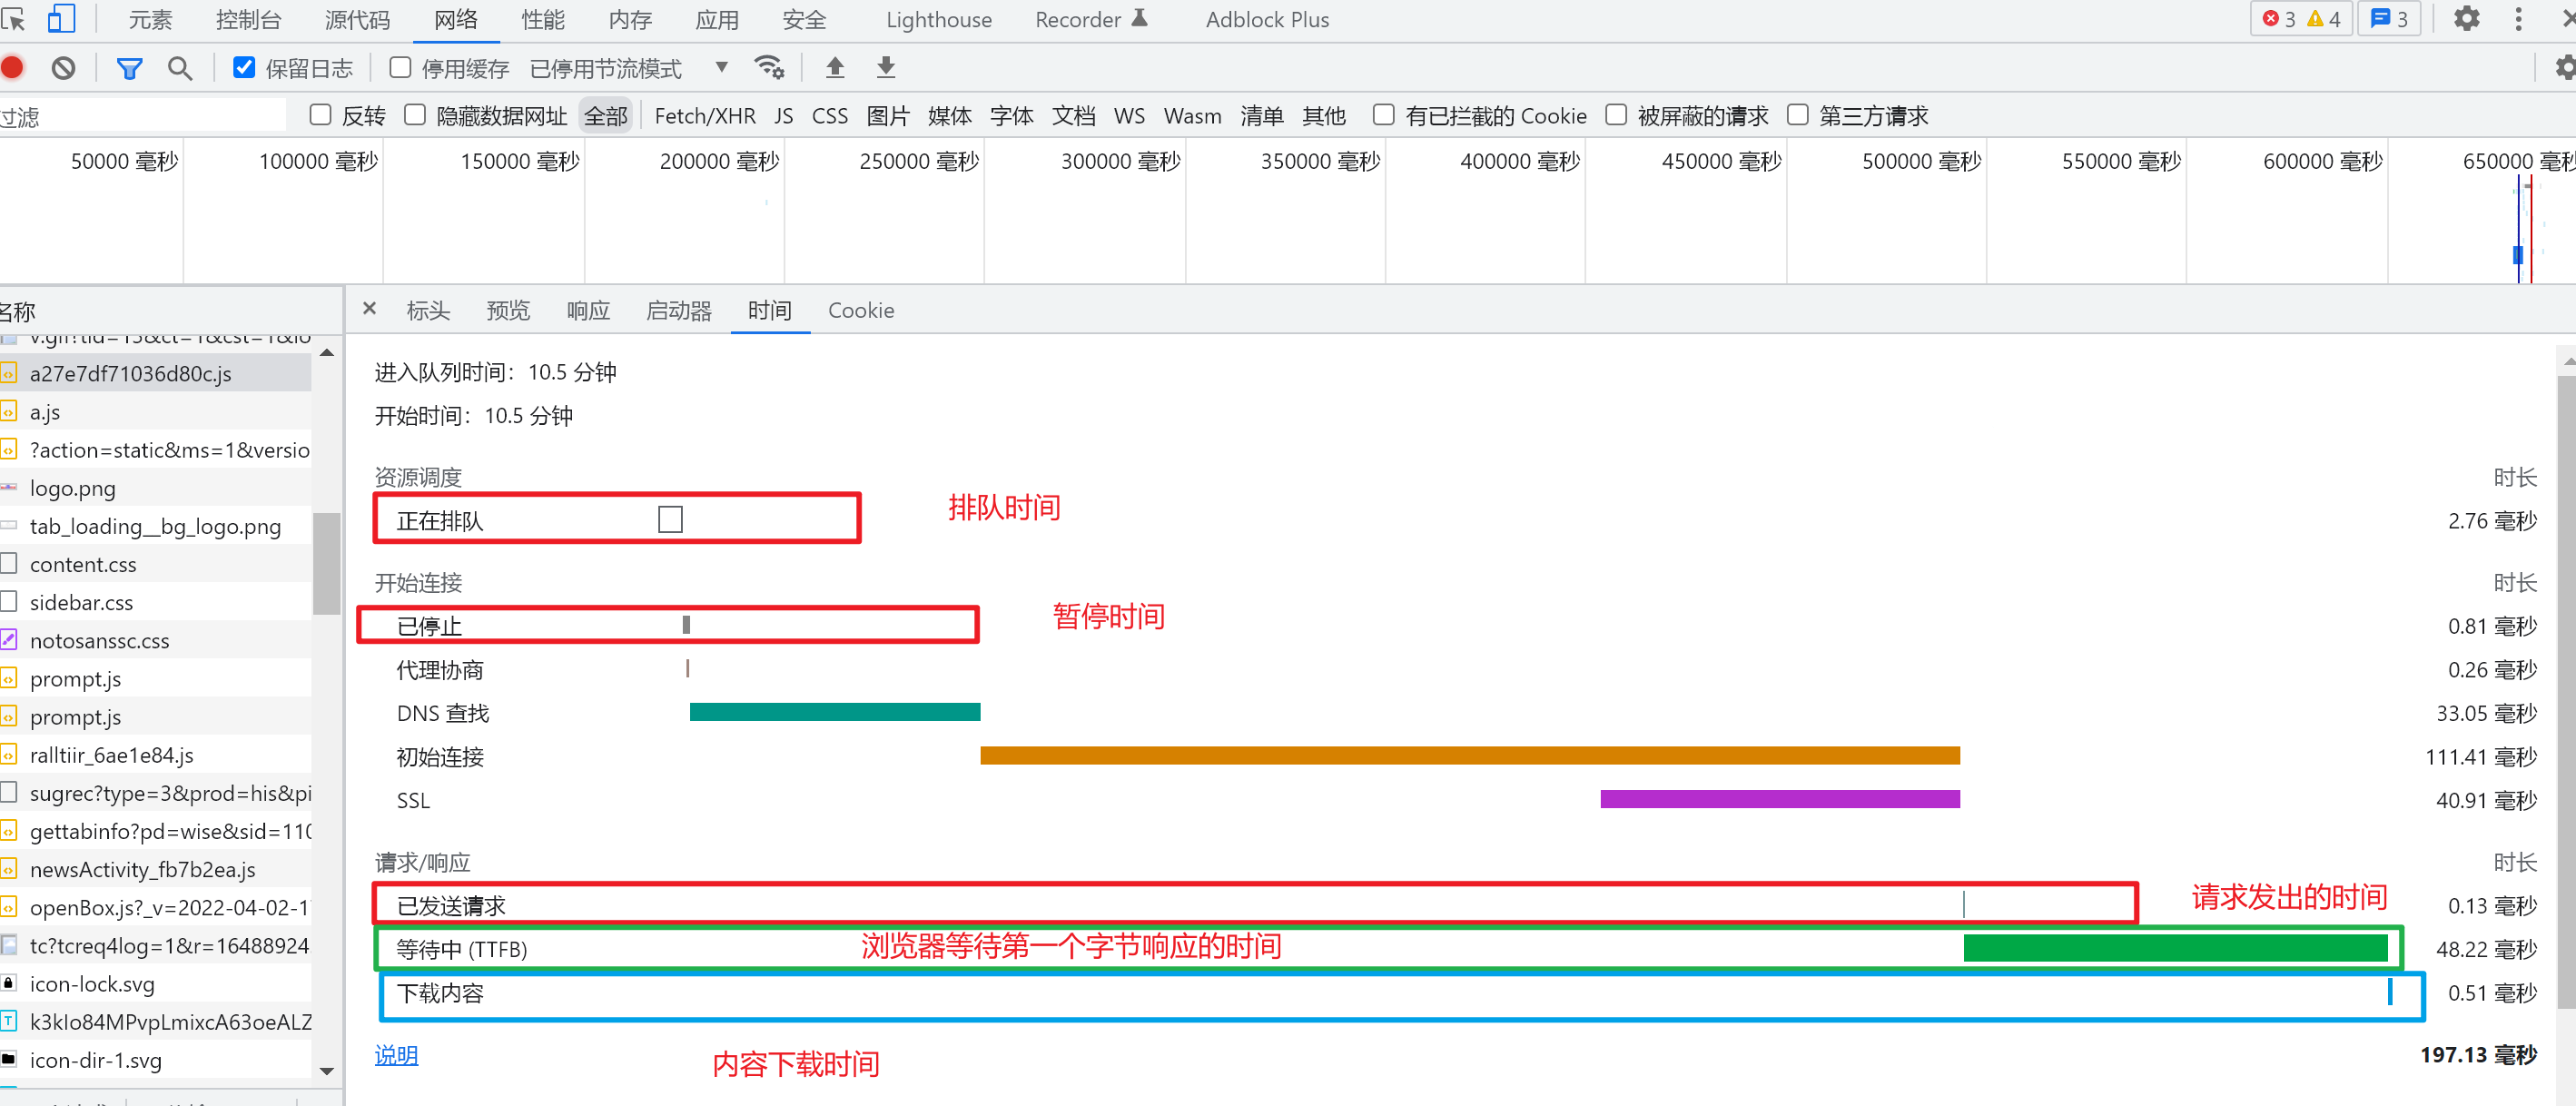 元素 控制台 源代码 网络 性能 内存 应用 安全 Lighthouse Recorder Adblock Plus 3 4 3
保留日志 停用缓存 已停用节流模式
过滤 反转 隐藏数据网址 全部 Fetch/XHR JS CSS 图片 媒体 字体 文档 WS Wasm 清单 其他 有已拦截的 Cookie 被屏蔽的请求 第三方请求
50000 毫秒 100000 毫秒 150000 毫秒 200000 毫秒 250000 毫秒 300000 毫秒 350000 毫秒 400000 毫秒 450000 毫秒 500000 毫秒 550000 毫秒 600000 毫秒 650000 毫秒
名称
v.gif?tid=15&ct=1&cst=1&lo
a27e7df71036d80c.js
a.js
?action=static&ms=1&versio
logo.png
tab_loading__bg_logo.png
content.css
sidebar.css
notosanssc.css
prompt.js
prompt.js
ralltiir_6ae1e84.js
sugrec?type=3&prod=his&pi
gettabinfo?pd=wise&sid=110
newsActivity_fb7b2ea.js
openBox.js?_v=2022-04-02-1
tc?tcreq4log=1&r=16488924
icon-lock.svg
k3kIo84MPvpLmixcA63oeALZ
icon-dir-1.svg
标头 预览 响应 启动器 时间 Cookie
进入队列时间：10.5 分钟
开始时间：10.5 分钟
资源调度 时长
正在排队 排队时间 2.76 毫秒
开始连接 时长
已停止 暂停时间 0.81 毫秒
代理协商 0.26 毫秒
DNS 查找 33.05 毫秒
初始连接 111.41 毫秒
SSL 40.91 毫秒
请求/响应 时长
已发送请求 请求发出的时间 0.13 毫秒
等待中 (TTFB) 浏览器等待第一个字节响应的时间 48.22 毫秒
下载内容 0.51 毫秒
说明 内容下载时间 197.13 毫秒